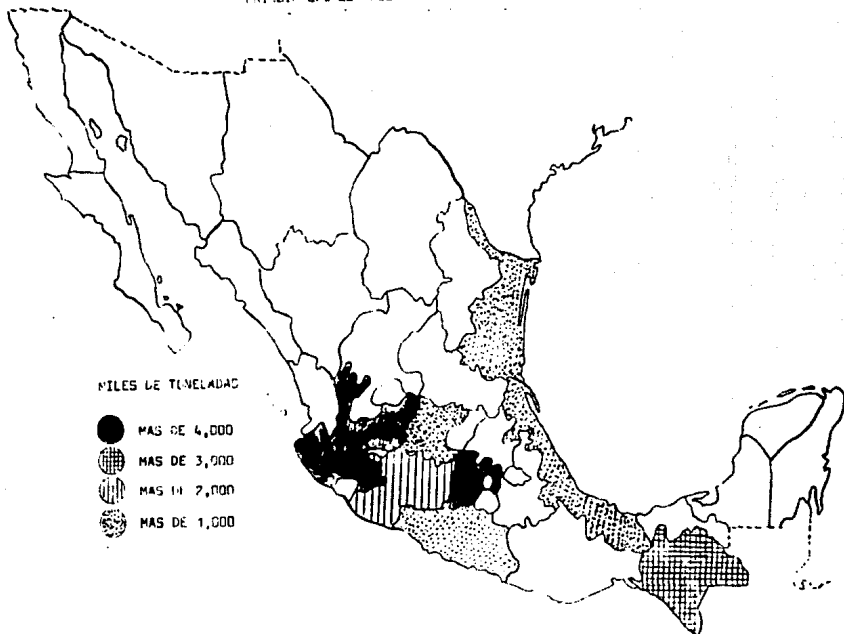 MILES DE TONELADAS
MAS DE 4,000
MAS DE 3,000
MAS DE 2,000
MAS DE 1,000